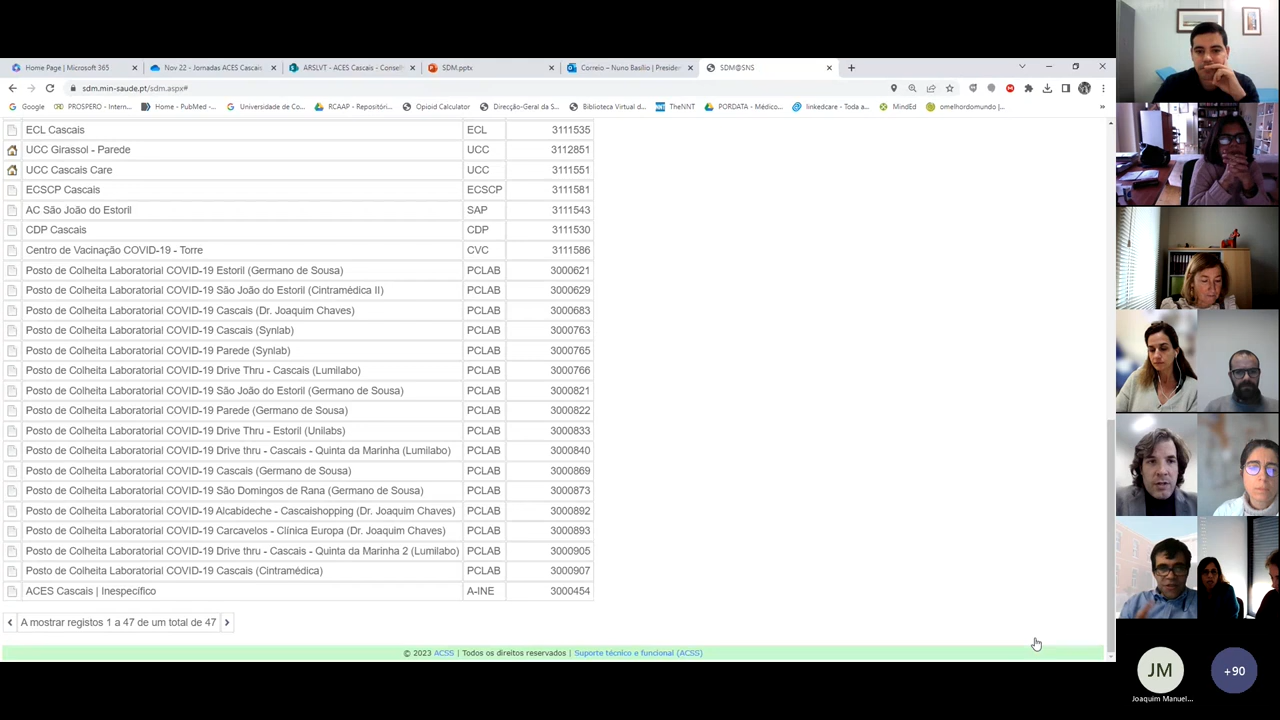 Home Page | Microsoft 365
Nov 22 - Jornadas ACES Cascais
ARSLVT - ACES Cascais - Consell
SDM.pptx
Correio – Nuno Basílio | Presiden
SDM@SNS
sdm.min-saude.pt/sdm.aspx#
Google
PROSPERO - Intern...
Home - PubMed -...
Universidade de Co...
RCAAP - Repositóri...
Opioid Calculator
Direcção-Geral da S...
Biblioteca Virtual d...
TheNNT
PORDATA - Médico...
linkedcare - Toda a...
MindEd
omelhordomundo |...
ECL Cascais ECL 3111535
UCC Girassol - Parede UCC 3112851
UCC Cascais Care UCC 3111551
ECSCP Cascais ECSCP 3111581
AC São João do Estoril SAP 3111543
CDP Cascais CDP 3111530
Centro de Vacinação COVID-19 - Torre CVC 3111586
Posto de Colheita Laboratorial COVID-19 Estoril (Germano de Sousa) PCLAB 3000621
Posto de Colheita Laboratorial COVID-19 São João do Estoril (Cintramédica II) PCLAB 3000629
Posto de Colheita Laboratorial COVID-19 Cascais (Dr. Joaquim Chaves) PCLAB 3000683
Posto de Colheita Laboratorial COVID-19 Cascais (Synlab) PCLAB 3000763
Posto de Colheita Laboratorial COVID-19 Parede (Synlab) PCLAB 3000765
Posto de Colheita Laboratorial COVID-19 Drive Thru - Cascais (Lumilabo) PCLAB 3000766
Posto de Colheita Laboratorial COVID-19 São João do Estoril (Germano de Sousa) PCLAB 3000821
Posto de Colheita Laboratorial COVID-19 Parede (Germano de Sousa) PCLAB 3000822
Posto de Colheita Laboratorial COVID-19 Drive Thru - Estoril (Unilabs) PCLAB 3000833
Posto de Colheita Laboratorial COVID-19 Drive thru - Cascais - Quinta da Marinha (Lumilabo) PCLAB 3000840
Posto de Colheita Laboratorial COVID-19 Cascais (Germano de Sousa) PCLAB 3000869
Posto de Colheita Laboratorial COVID-19 São Domingos de Rana (Germano de Sousa) PCLAB 3000873
Posto de Colheita Laboratorial COVID-19 Alcabideche - Cascaishopping (Dr. Joaquim Chaves) PCLAB 3000892
Posto de Colheita Laboratorial COVID-19 Carcavelos - Clínica Europa (Dr. Joaquim Chaves) PCLAB 3000893
Posto de Colheita Laboratorial COVID-19 Drive thru - Cascais - Quinta da Marinha 2 (Lumilabo) PCLAB 3000905
Posto de Colheita Laboratorial COVID-19 Cascais (Cintramédica) PCLAB 3000907
ACES Cascais | Inespecífico A-INE 3000454
A mostrar registos 1 a 47 de um total de 47
© 2023 ACSS | Todos os direitos reservados | Suporte técnico e funcional (ACSS)
JM
+90
Joaquim Manuel...